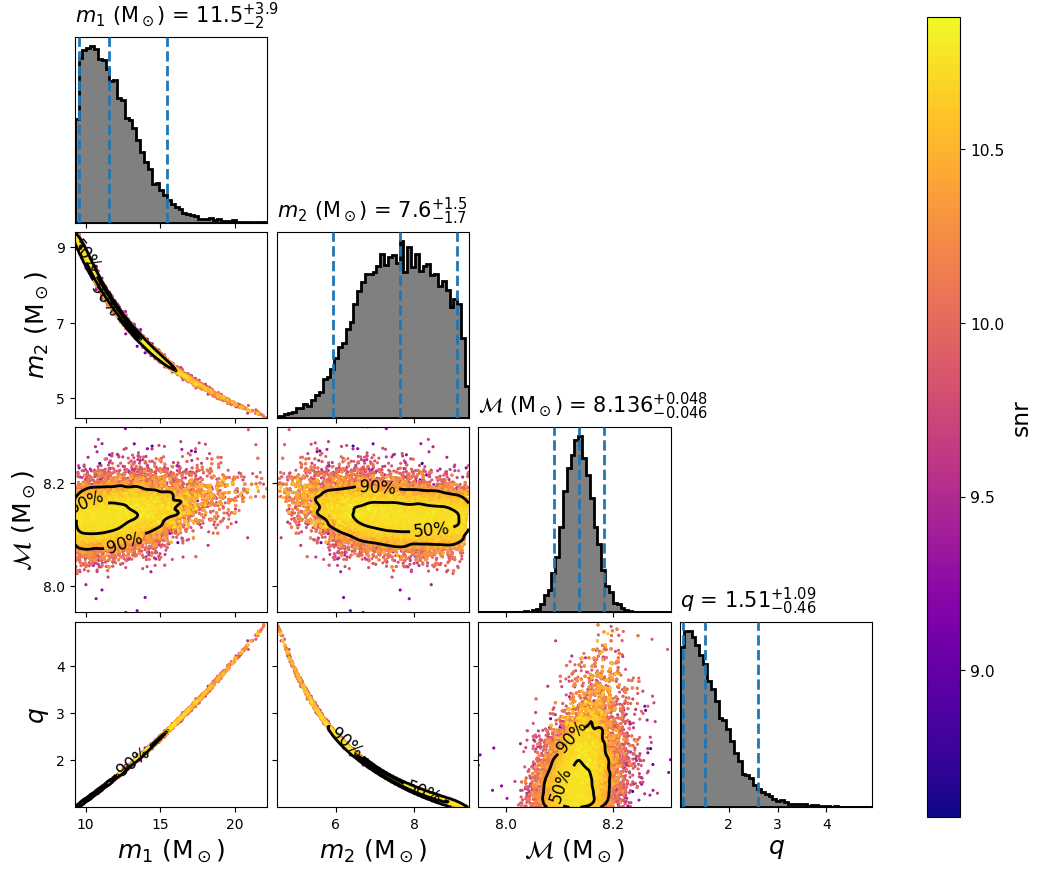 m₁ (M⊙) = 11.5 +3.9 −2
m₂ (M⊙) = 7.6 +1.5 −1.7
ℳ (M⊙) = 8.136 +0.048 −0.046
q = 1.51 +1.09 −0.46
m₂ (M⊙)
9
7
5
50%
90%
ℳ (M⊙)
8.2
8.0
50%
90%
90%
50%
q
4
3
2
90%
90%
50%
90%
50%
10 15 20
m₁ (M⊙)
6 8
m₂ (M⊙)
8.0 8.2
ℳ (M⊙)
2 3 4
q
10.5
10.0
9.5
9.0
snr